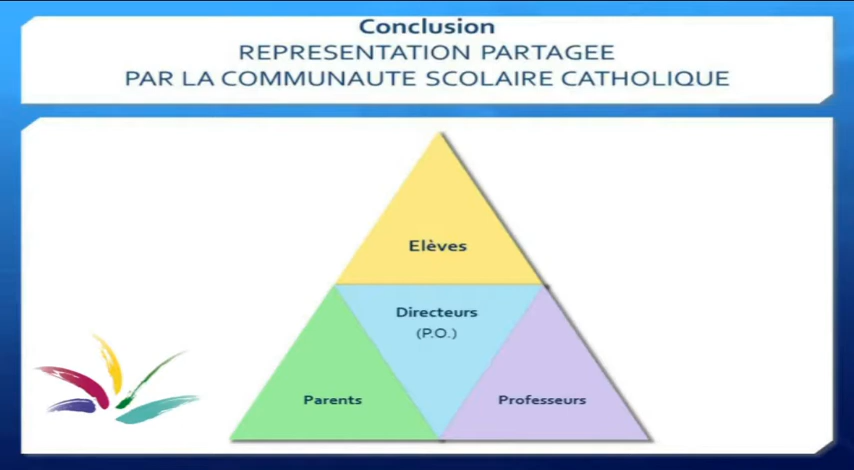 Conclusion
REPRESENTATION PARTAGEE
PAR LA COMMUNAUTE SCOLAIRE CATHOLIQUE
Elèves
Directeurs
(P.O.)
Parents
Professeurs